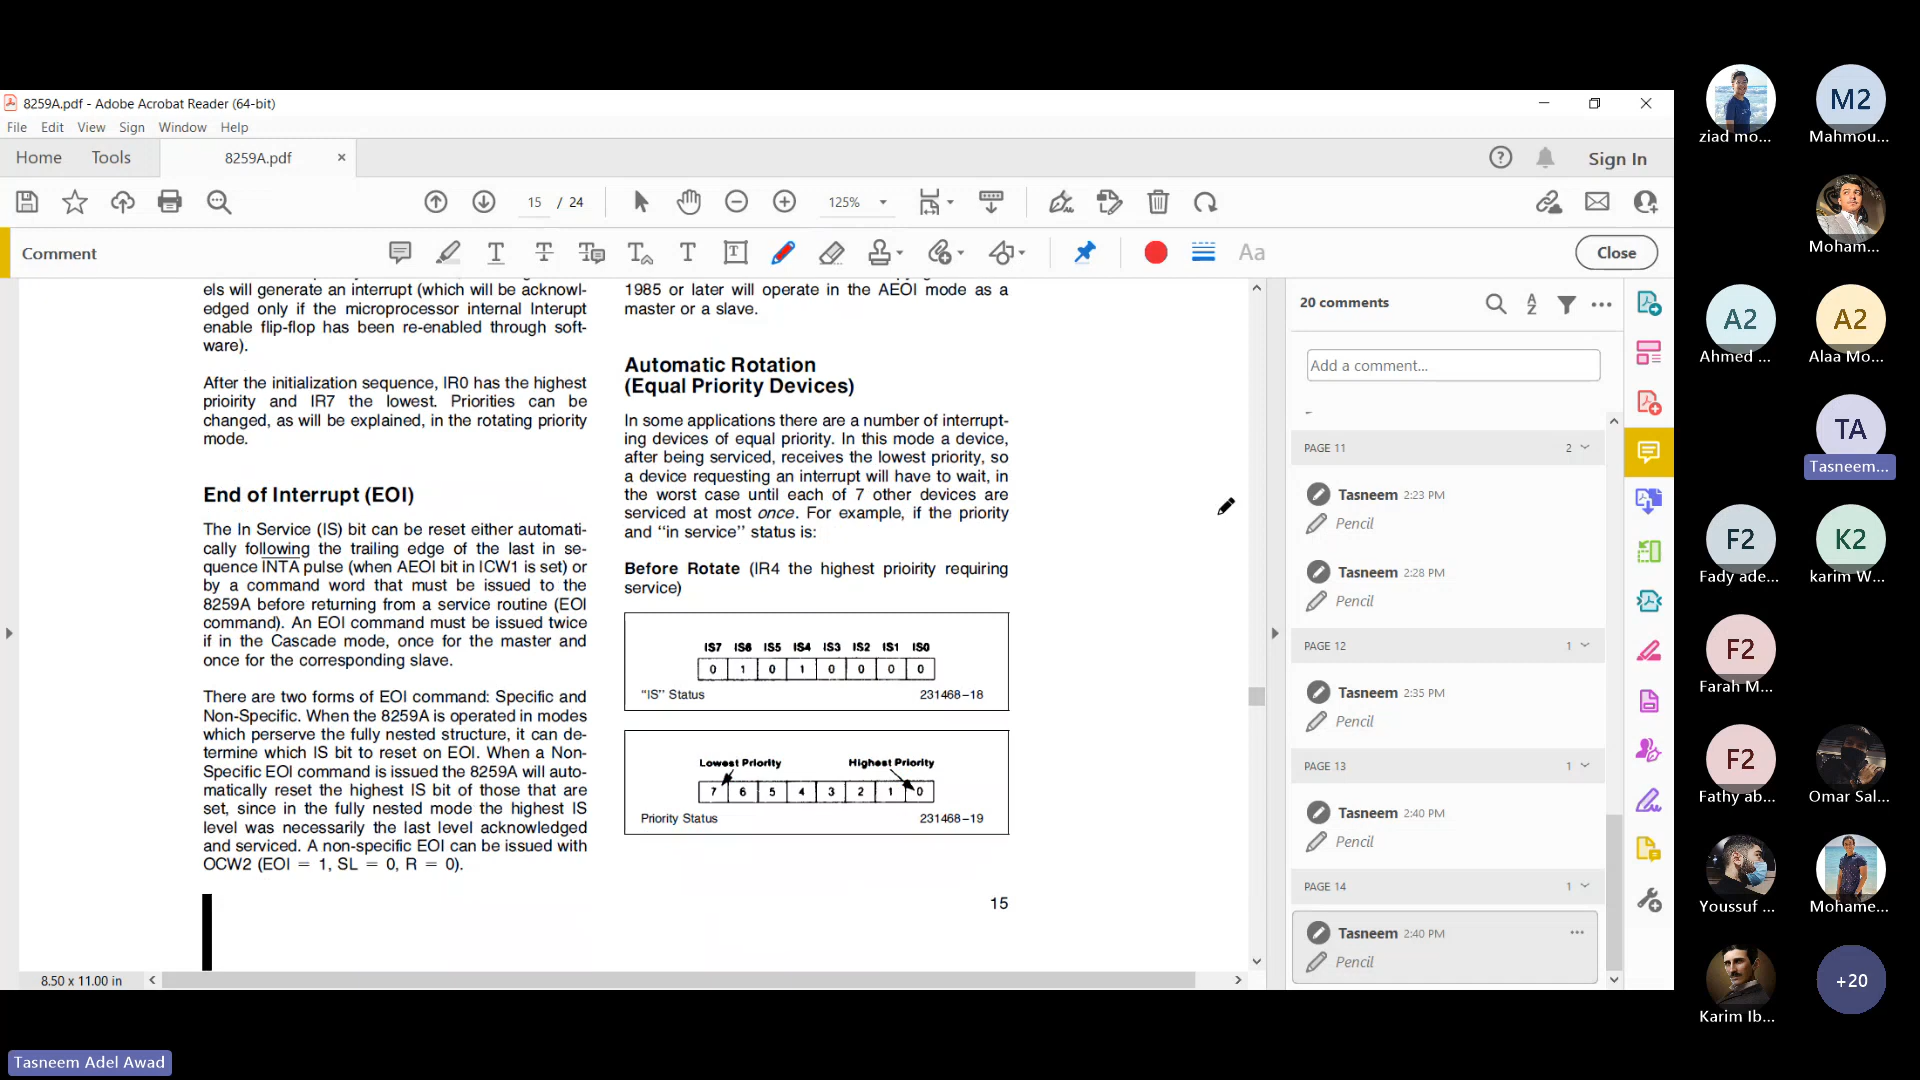 8259A.pdf - Adobe Acrobat Reader (64-bit)
File Edit View Sign Window Help
Home Tools 8259A.pdf Sign In
15 / 24 125%
Comment Aa Close
els will generate an interrupt (which will be acknowl-
edged only if the microprocessor internal Interupt
enable flip-flop has been re-enabled through soft-
ware).
After the initialization sequence, IR0 has the highest
prioirity and IR7 the lowest. Priorities can be
changed, as will be explained, in the rotating priority
mode.
End of Interrupt (EOI)
The In Service (IS) bit can be reset either automati-
cally following the trailing edge of the last in se-
quence INTA pulse (when AEOI bit in ICW1 is set) or
by a command word that must be issued to the
8259A before returning from a service routine (EOI
command). An EOI command must be issued twice
if in the Cascade mode, once for the master and
once for the corresponding slave.
There are two forms of EOI command: Specific and
Non-Specific. When the 8259A is operated in modes
which perserve the fully nested structure, it can de-
termine which IS bit to reset on EOI. When a Non-
Specific EOI command is issued the 8259A will auto-
matically reset the highest IS bit of those that are
set, since in the fully nested mode the highest IS
level was necessarily the last level acknowledged
and serviced. A non-specific EOI can be issued with
OCW2 (EOI = 1, SL = 0, R = 0).
1985 or later will operate in the AEOI mode as a
master or a slave.
Automatic Rotation
(Equal Priority Devices)
In some applications there are a number of interrupt-
ing devices of equal priority. In this mode a device,
after being serviced, receives the lowest priority, so
a device requesting an interrupt will have to wait, in
the worst case until each of 7 other devices are
serviced at most once. For example, if the priority
and ‘‘in service’’ status is:
Before Rotate (IR4 the highest prioirity requiring
service)
IS7 IS6 IS5 IS4 IS3 IS2 IS1 IS0
0 1 0 1 0 0 0 0
‘‘IS’’ Status 231468–18
Lowest Priority Highest Priority
7 6 5 4 3 2 1 0
Priority Status 231468–19
15
8.50 x 11.00 in
20 comments
Add a comment...
PAGE 11 2
Tasneem 2:23 PM
Pencil
Tasneem 2:28 PM
Pencil
PAGE 12 1
Tasneem 2:35 PM
Pencil
PAGE 13 1
Tasneem 2:40 PM
Pencil
PAGE 14 1
Tasneem 2:40 PM
Pencil
M2
ziad mo... Mahmou...
Moham...
A2 A2
Ahmed ... Alaa Mo...
TA
Tasneem...
F2 K2
Fady ade... karim W...
F2
Farah M...
F2
Fathy ab... Omar Sal...
Youssuf ... Mohame...
+20
Karim Ib...
Tasneem Adel Awad